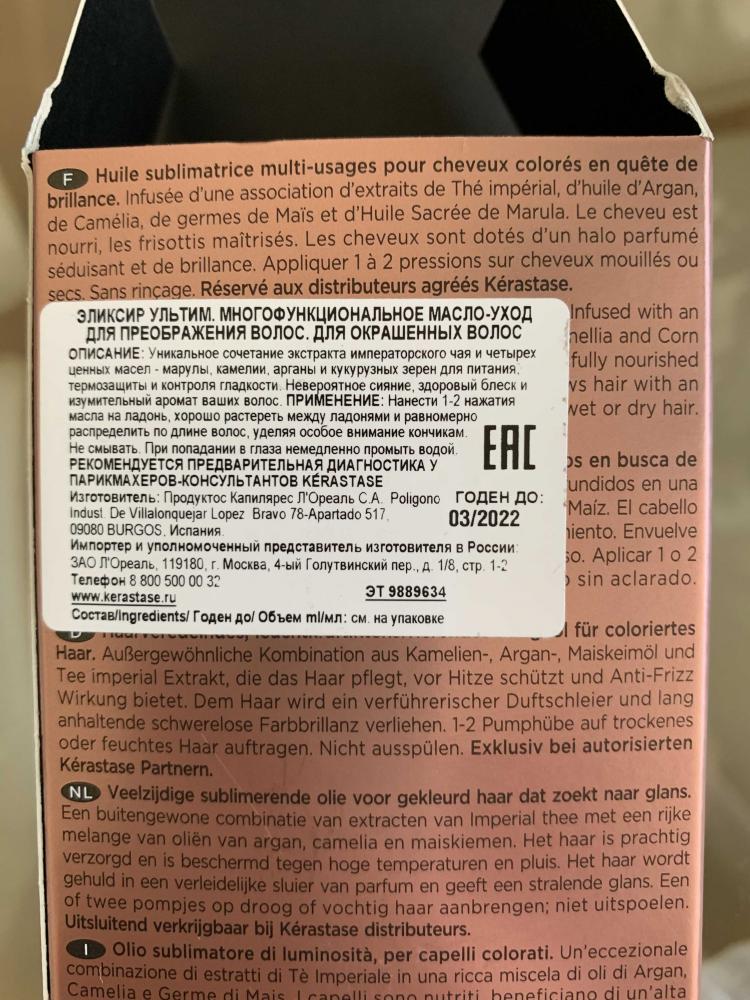 F Huile sublimatrice multi-usages pour cheveux colorés en quête de
brillance. Infusée d'une association d'extraits de Thé impérial, d'huile d'Argan,
de Camélia, de germes de Maïs et d'Huile Sacrée de Marula. Le cheveu est
nourri, les frisottis maîtrisés. Les cheveux sont dotés d'un halo parfumé
séduisant et de brillance. Appliquer 1 à 2 pressions sur cheveux mouillés ou
secs. Sans rinçage. Réservé aux distributeurs agréés Kérastase.
Infused with an
and Corn
nourished
hair with an
wet or dry hair.
en busca de
en una
Maíz. El cabello
Envuelve
Aplicar 1 o 2
sin aclarado.
ЭЛИКСИР УЛЬТИМ. МНОГОФУНКЦИОНАЛЬНОЕ МАСЛО-УХОД
ДЛЯ ПРЕОБРАЖЕНИЯ ВОЛОС. ДЛЯ ОКРАШЕННЫХ ВОЛОС
ОПИСАНИЕ: Уникальное сочетание экстракта императорского чая и четырех
ценных масел - марулы, камелии, арганы и кукурузных зерен для питания,
термозащиты и контроля гладкости. Невероятное сияние, здоровый блеск и
изумительный аромат ваших волос. ПРИМЕНЕНИЕ: Нанести 1-2 нажатия
масла на ладонь, хорошо растереть между ладонями и равномерно
распределить по длине волос, уделяя особое внимание кончикам.
Не смывать. При попадании в глаза немедленно промыть водой.
РЕКОМЕНДУЕТСЯ ПРЕДВАРИТЕЛЬНАЯ ДИАГНОСТИКА У
ПАРИКМАХЕРОВ-КОНСУЛЬТАНТОВ KÉRASTASE
EAC
Изготовитель: Продуктос Капилярес Л'Ореаль С.А. Poligono
Indust. De Villalonquejar Lopez Bravo 78-Apartado 517,
09080 BURGOS, Испания.
ГОДЕН ДО:
03/2022
Импортер и уполномоченный представитель изготовителя в России:
ЗАО Л'Ореаль, 119180, г. Москва, 4-ый Голутвинский пер., д. 1/8, стр. 1-2
Телефон 8 800 500 00 32
www.kerastase.ru ЭТ 9889634
Состав/Ingredients/ Годен до/ Объем ml/мл: см. на упаковке
für coloriertes
Haar. Außergewöhnliche Kombination aus Kamelien-, Argan-, Maiskeimöl und
Tee imperial Extrakt, die das Haar pflegt, vor Hitze schützt und Anti-Frizz
Wirkung bietet. Dem Haar wird ein verführerischer Duftschleier und lang
anhaltende schwerelose Farbbrillanz verliehen. 1-2 Pumphübe auf trockenes
oder feuchtes Haar auftragen. Nicht ausspülen. Exklusiv bei autorisierten
Kérastase Partnern.
NL Veelzijdige sublimerende olie voor gekleurd haar dat zoekt naar glans.
Een buitengewone combinatie van extracten van Imperial thee met een rijke
melange van oliën van argan, camelia en maiskiemen. Het haar is prachtig
verzorgd en is beschermd tegen hoge temperaturen en pluis. Het haar wordt
gehuld in een verleidelijke sluier van parfum en geeft een stralende glans. Een
of twee pompjes op droog of vochtig haar aanbrengen; niet uitspoelen.
Uitsluitend verkrijgbaar bij Kérastase distributeurs.
I Olio sublimatore di luminosità, per capelli colorati. Un'eccezionale
combinazione di estratti di Tè Imperiale in una ricca miscela di oli di Argan,
Camelia e Germe di Mais. I capelli sono nutriti, beneficiano di un'alta